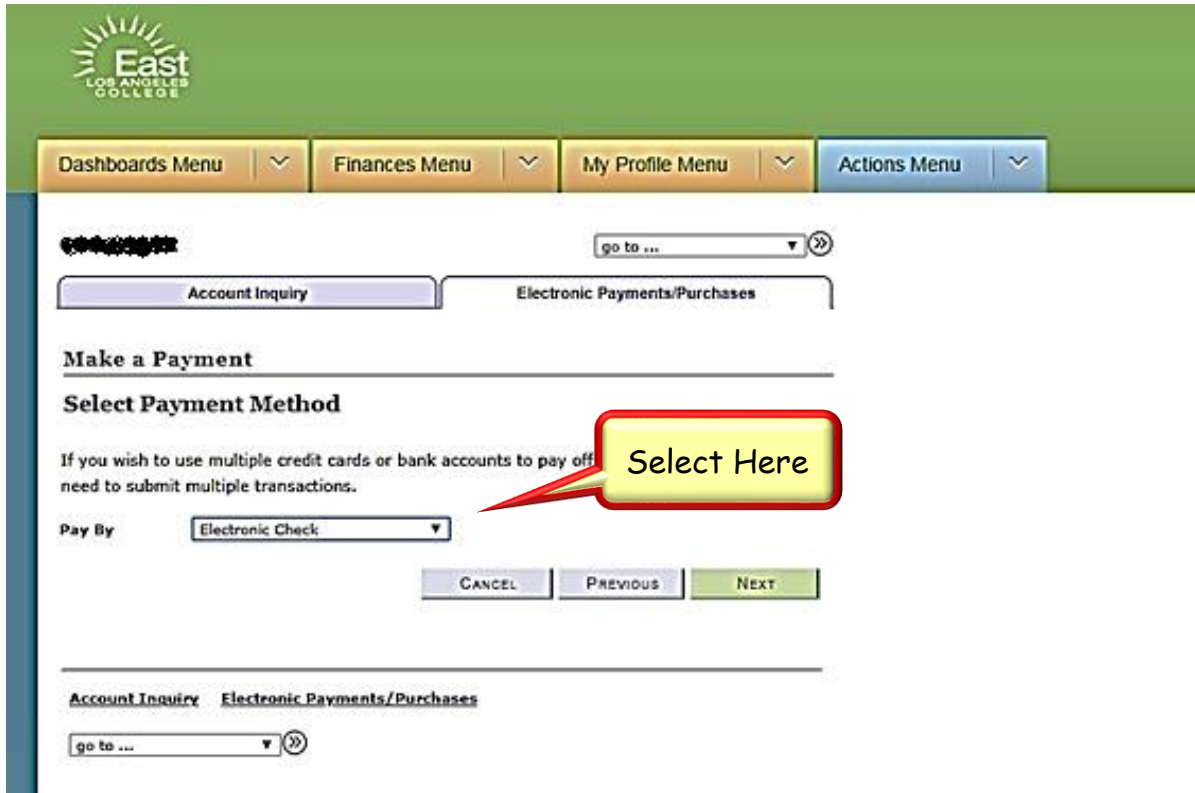 East
LOS ANGELES
COLLEGE
Dashboards Menu Finances Menu My Profile Menu Actions Menu
go to ...
Account Inquiry Electronic Payments/Purchases
Make a Payment
Select Payment Method
If you wish to use multiple credit cards or bank accounts to pay off
need to submit multiple transactions.
Select Here
Pay By Electronic Check
CANCEL PREVIOUS NEXT
Account Inquiry Electronic Payments/Purchases
go to ...